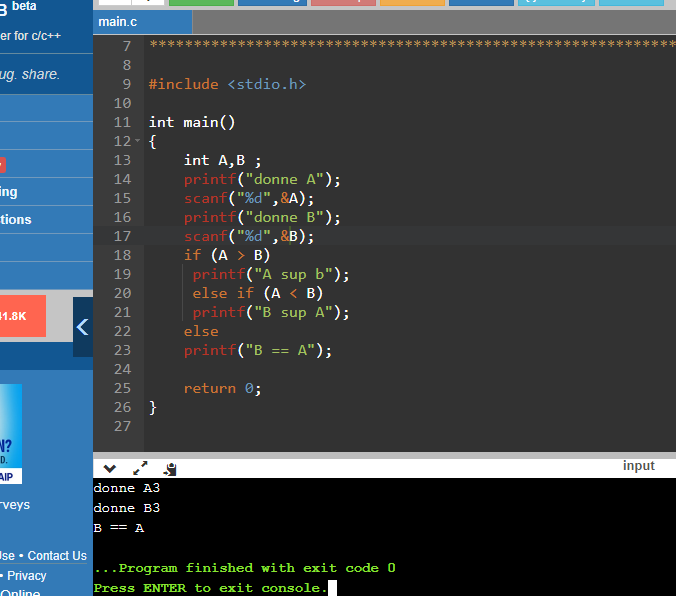 B beta
er for c/c++
ug. share.
ing
tions
41.8K
N?
D.
AIP
rveys
Use • Contact Us
• Privacy
Online
main.c
7 ************************************************************
8
9 #include <stdio.h>
10
11 int main()
12 {
13 int A,B ;
14 printf("donne A");
15 scanf("%d",&A);
16 printf("donne B");
17 scanf("%d",&B);
18 if (A > B)
19 printf("A sup b");
20 else if (A < B)
21 printf("B sup A");
22 else
23 printf("B == A");
24
25 return 0;
26 }
27
input
donne A3
donne B3
B == A
...Program finished with exit code 0
Press ENTER to exit console.